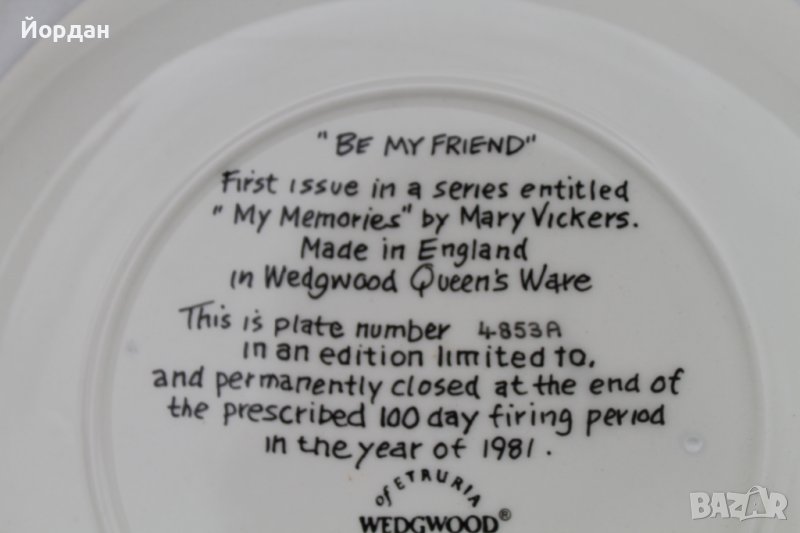 Йордан
"BE MY FRIEND"
First issue in a series entitled
"My Memories" by Mary Vickers.
Made in England
in Wedgwood Queen's Ware
This is plate number 4853A
in an edition limited to,
and permanently closed at the end of
the prescribed 100 day firing period
in the year of 1981.
of ETRURIA
WEDGWOOD®
BAZAR